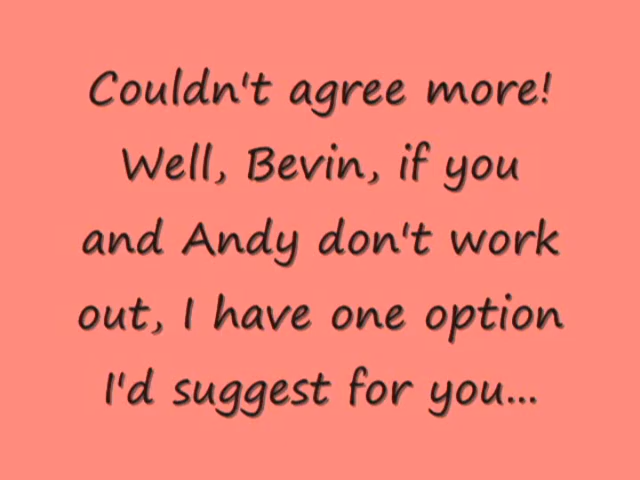 Couldn't agree more!
Well, Bevin, if you
and Andy don't work
out, I have one option
I'd suggest for you...